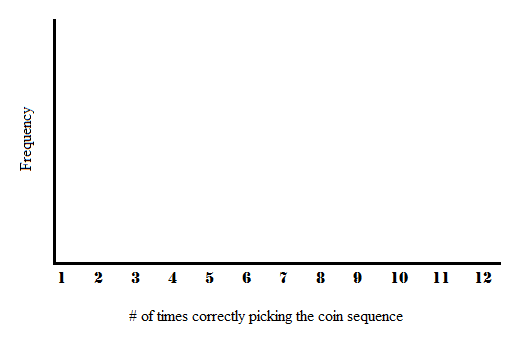 Frequency
1 2 3 4 5 6 7 8 9 10 11 12
# of times correctly picking the coin sequence